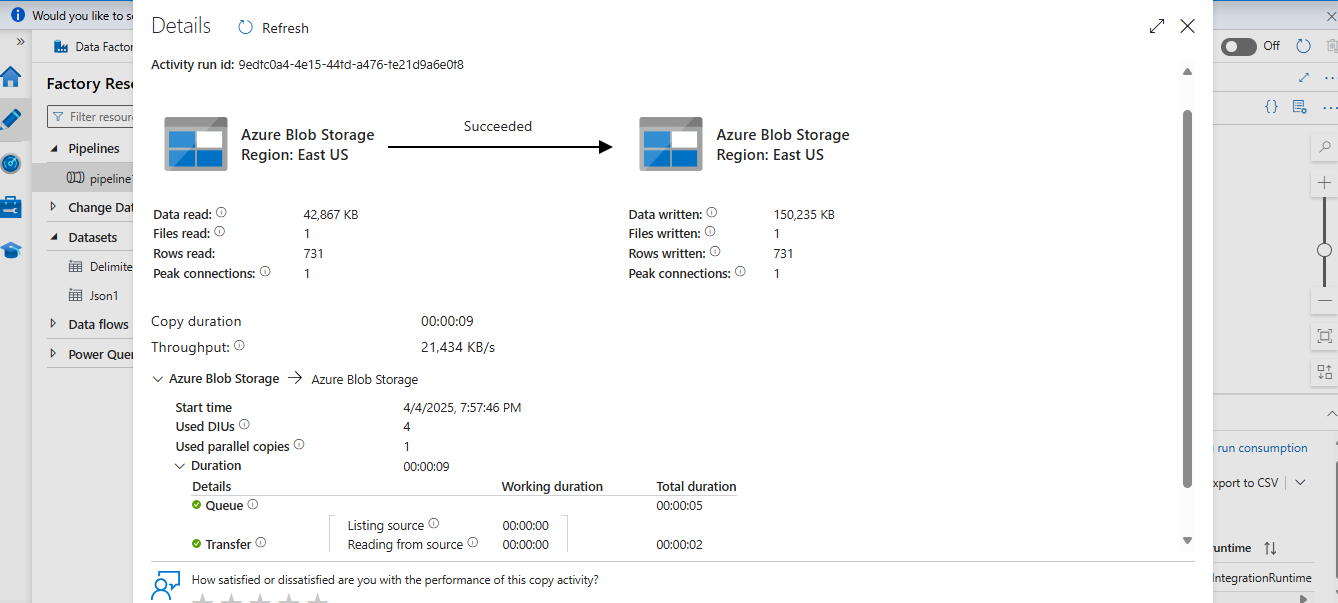 Would you like to se
Details
Refresh
Off
»
Data Factor
Activity run id: 9edfc0a4-4e15-44fd-a476-fe21d9a6e0f8
Factory Reso
{}
Filter resourc
Azure Blob Storage
Region: East US
Succeeded
Azure Blob Storage
Region: East US
Pipelines
pipeline1
Change Dat
Data read: 42,867 KB
Data written: 150,235 KB
Files read: 1
Files written: 1
Datasets
Rows read: 731
Rows written: 731
Delimite
Peak connections: 1
Peak connections: 1
Json1
Data flows
Copy duration 00:00:09
Power Quer
Throughput: 21,434 KB/s
Azure Blob Storage → Azure Blob Storage
Start time 4/4/2025, 7:57:46 PM
Used DIUs 4
Used parallel copies 1
run consumption
Duration 00:00:09
Details Working duration Total duration
xport to CSV
Queue 00:00:05
Listing source 00:00:00
Transfer Reading from source 00:00:00 00:00:02
untime
IntegrationRuntime
How satisfied or dissatisfied are you with the performance of this copy activity?